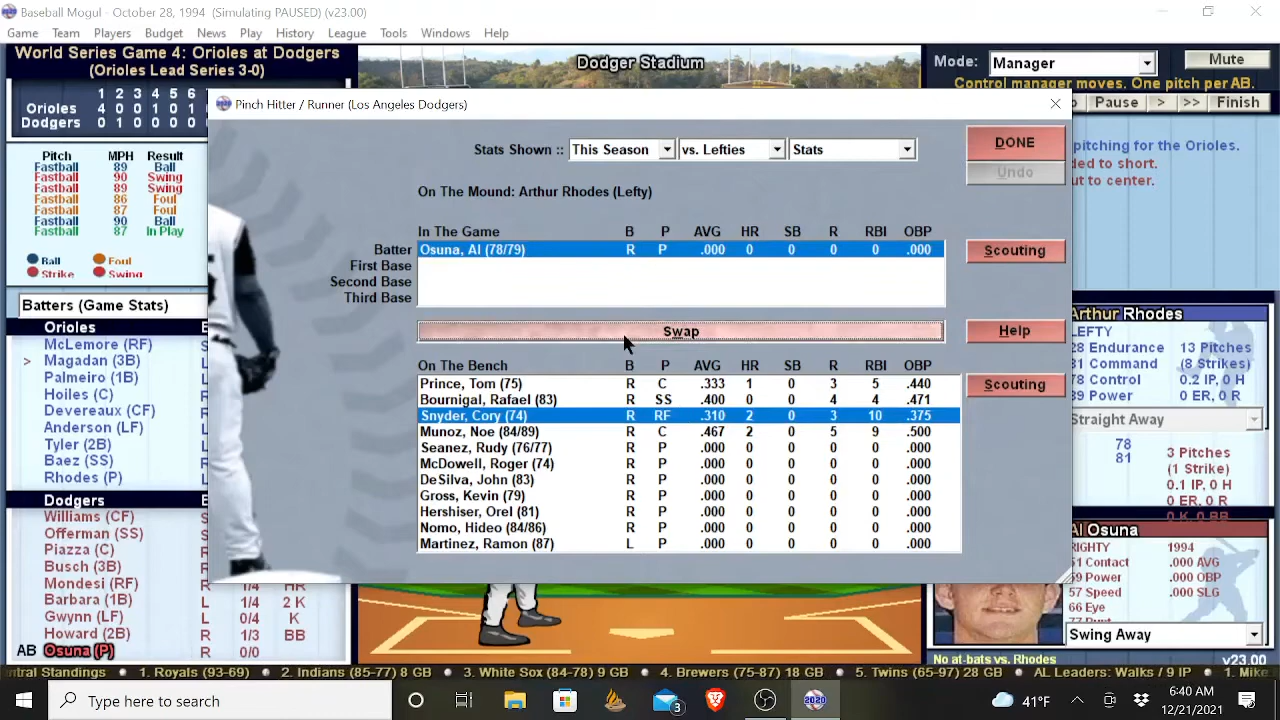 Baseball Mogul - October 28, 1994 (Simulating PAUSED) (v23.00)
Game Team Players Budget News Play History League Tools Windows Help
World Series Game 4: Orioles at Dodgers
(Orioles Lead Series 3-0)
Dodger Stadium
Mode: Manager Mute
Control manager moves. One pitch per AB.
Pause > >> Finish
1 2 3 4 5 6
Orioles 4 0 0 0 1 0
Dodgers 0 1 0 0 0 1
Pitch MPH Result
Fastball 89 Ball
Fastball 90 Swing
Fastball 89 Swing
Fastball 86 Foul
Fastball 87 Foul
Fastball 90 Ball
Fastball 87 In Play
Ball Foul
Strike Swing
Batters (Game Stats)
Orioles
McLemore (RF)
> Magadan (3B) L
Palmeiro (1B) L
Hoiles (C)
Devereaux (CF)
Anderson (LF) L
Tyler (2B) L
Baez (SS)
Rhodes (P) L
Dodgers
Williams (CF) S
Offerman (SS) S
Piazza (C) R
Busch (3B) R
Mondesi (RF) R 1/4 HR
Barbara (1B) L 1/4 2 K
Gwynn (LF) L 0/4 K
Howard (2B) R 1/3 BB
AB Osuna (P) R 0/0
Pinch Hitter / Runner (Los Angeles Dodgers)
Stats Shown :: This Season vs. Lefties Stats
DONE
Undo
On The Mound: Arthur Rhodes (Lefty)
In The Game B P AVG HR SB R RBI OBP
Batter Osuna, Al (78/79) R P .000 0 0 0 0 .000
First Base
Second Base
Third Base
Scouting
Swap
Help
On The Bench B P AVG HR SB R RBI OBP
Prince, Tom (75) R C .333 1 0 3 5 .440
Bournigal, Rafael (83) R SS .400 0 0 4 4 .471
Snyder, Cory (74) R RF .310 2 0 3 10 .375
Munoz, Noe (84/89) R C .467 2 0 5 9 .500
Seanez, Rudy (76/77) R P .000 0 0 0 0 .000
McDowell, Roger (74) R P .000 0 0 0 0 .000
DeSilva, John (83) R P .000 0 0 0 0 .000
Gross, Kevin (79) R P .000 0 0 0 0 .000
Hershiser, Orel (81) R P .000 0 0 0 0 .000
Nomo, Hideo (84/86) R P .000 0 0 0 0 .000
Martinez, Ramon (87) L P .000 0 0 0 0 .000
Scouting
pitching for the Orioles.
ded to short.
ut to center.
Arthur Rhodes
LEFTY
28 Endurance 13 Pitches
81 Command (8 Strikes)
78 Control 0.2 IP, 0 H
89 Power 0 ER, 0 R
Straight Away
78
81
3 Pitches
(1 Strike)
0.1 IP, 0 H
0 ER, 0 R
0 K, 0 BB
Al Osuna
RIGHTY 1994
51 Contact .000 AVG
59 Power .000 OBP
57 Speed .000 SLG
66 Eye
77 Bunt
Swing Away
No at-bats vs. Rhodes v23.00
ntral Standings 1. Royals (93-69) 2. Indians (85-77) 8 GB 3. White Sox (84-78) 9 GB 4. Brewers (75-87) 18 GB 5. Twins (65-97) 28 GB AL Leaders: Walks / 9 IP 1. Mike
Type here to search
3
2020
41°F
6:40 AM
12/21/2021